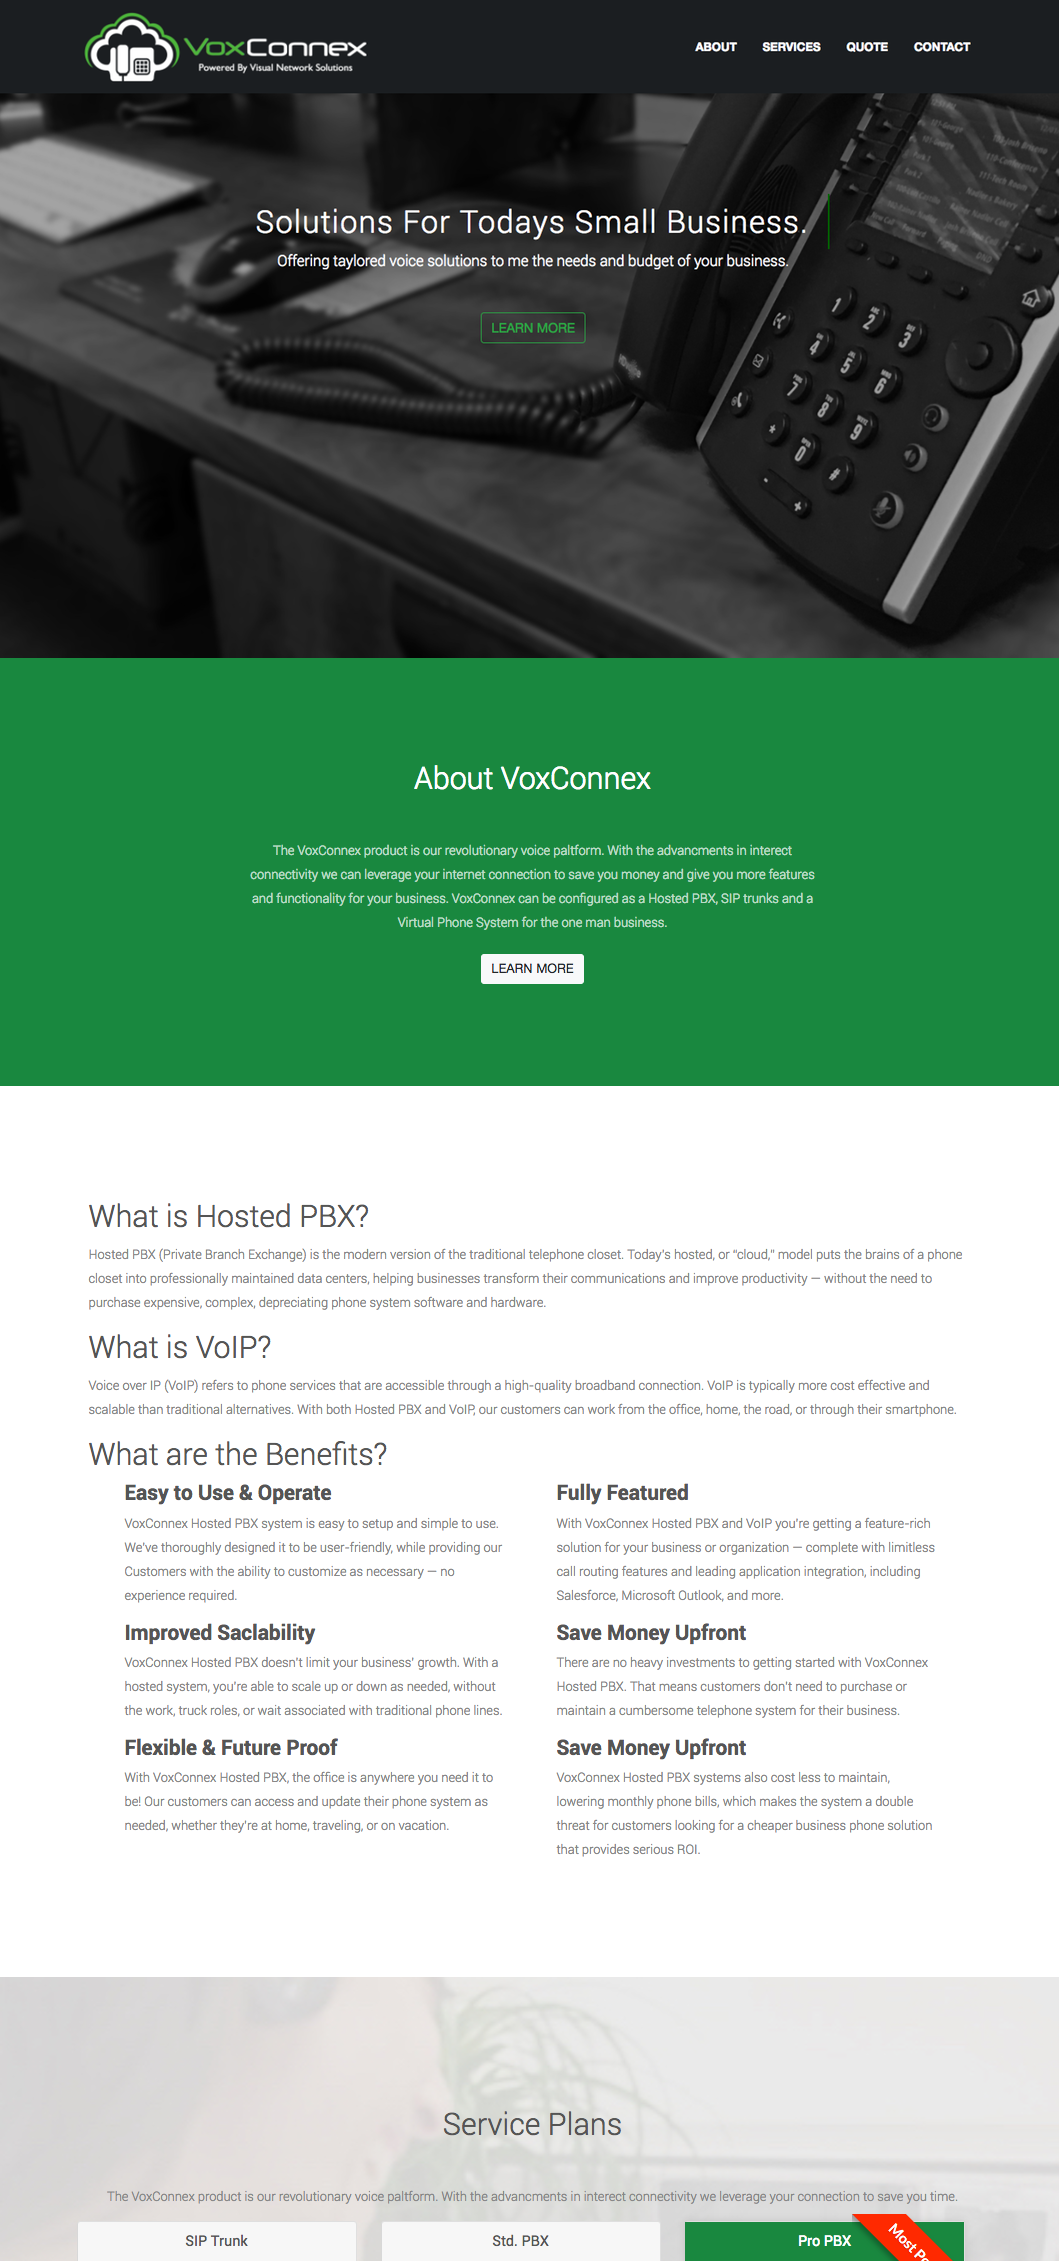 VoxConnex
Powered By Visual Network Solutions
ABOUT SERVICES QUOTE CONTACT
Solutions For Todays Small Business.
Offering taylored voice solutions to me the needs and budget of your business.
LEARN MORE
1 2 3
4 5 6
7 8 9
* 0 #
About VoxConnex
The VoxConnex product is our revolutionary voice paltform. With the advancments in interect
connectivity we can leverage your internet connection to save you money and give you more features
and functionality for your business. VoxConnex can be configured as a Hosted PBX, SIP trunks and a
Virtual Phone System for the one man business.
LEARN MORE
What is Hosted PBX?
Hosted PBX (Private Branch Exchange) is the modern version of the traditional telephone closet. Today's hosted, or “cloud,” model puts the brains of a phone
closet into professionally maintained data centers, helping businesses transform their communications and improve productivity — without the need to
purchase expensive, complex, depreciating phone system software and hardware.
What is VoIP?
Voice over IP (VoIP) refers to phone services that are accessible through a high-quality broadband connection. VoIP is typically more cost effective and
scalable than traditional alternatives. With both Hosted PBX and VoIP, our customers can work from the office, home, the road, or through their smartphone.
What are the Benefits?
Easy to Use & Operate
VoxConnex Hosted PBX system is easy to setup and simple to use.
We've thoroughly designed it to be user-friendly, while providing our
Customers with the ability to customize as necessary — no
experience required.
Fully Featured
With VoxConnex Hosted PBX and VoIP you're getting a feature-rich
solution for your business or organization — complete with limitless
call routing features and leading application integration, including
Salesforce, Microsoft Outlook, and more.
Improved Saclability
VoxConnex Hosted PBX doesn't limit your business' growth. With a
hosted system, you're able to scale up or down as needed, without
the work, truck roles, or wait associated with traditional phone lines.
Save Money Upfront
There are no heavy investments to getting started with VoxConnex
Hosted PBX. That means customers don't need to purchase or
maintain a cumbersome telephone system for their business.
Flexible & Future Proof
With VoxConnex Hosted PBX, the office is anywhere you need it to
be! Our customers can access and update their phone system as
needed, whether they're at home, traveling, or on vacation.
Save Money Upfront
VoxConnex Hosted PBX systems also cost less to maintain,
lowering monthly phone bills, which makes the system a double
threat for customers looking for a cheaper business phone solution
that provides serious ROI.
Service Plans
The VoxConnex product is our revolutionary voice paltform. With the advancments in interect connectivity we leverage your connection to save you time.
SIP Trunk
Std. PBX
Pro PBX
Most